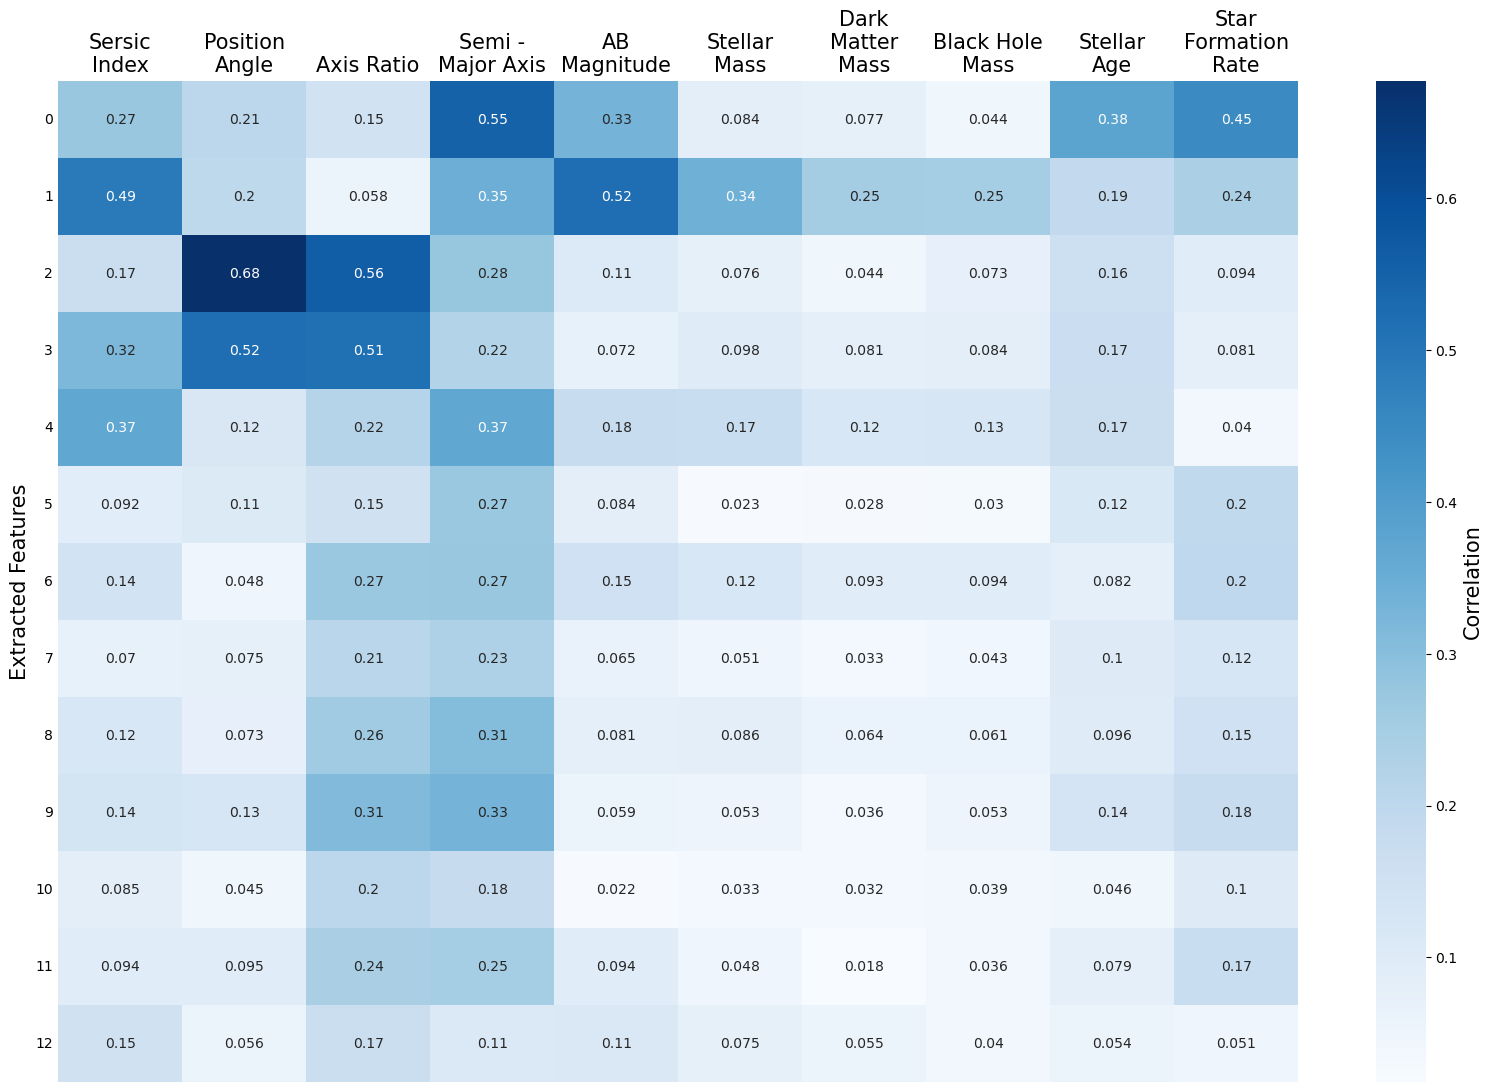 Sersic
Index
Position
Angle
Axis Ratio
Semi -
Major Axis
AB
Magnitude
Stellar
Mass
Dark
Matter
Mass
Black Hole
Mass
Stellar
Age
Star
Formation
Rate
0 0.27 0.21 0.15 0.55 0.33 0.084 0.077 0.044 0.38 0.45
1 0.49 0.2 0.058 0.35 0.52 0.34 0.25 0.25 0.19 0.24
2 0.17 0.68 0.56 0.28 0.11 0.076 0.044 0.073 0.16 0.094
3 0.32 0.52 0.51 0.22 0.072 0.098 0.081 0.084 0.17 0.081
4 0.37 0.12 0.22 0.37 0.18 0.17 0.12 0.13 0.17 0.04
5 0.092 0.11 0.15 0.27 0.084 0.023 0.028 0.03 0.12 0.2
6 0.14 0.048 0.27 0.27 0.15 0.12 0.093 0.094 0.082 0.2
7 0.07 0.075 0.21 0.23 0.065 0.051 0.033 0.043 0.1 0.12
8 0.12 0.073 0.26 0.31 0.081 0.086 0.064 0.061 0.096 0.15
9 0.14 0.13 0.31 0.33 0.059 0.053 0.036 0.053 0.14 0.18
10 0.085 0.045 0.2 0.18 0.022 0.033 0.032 0.039 0.046 0.1
11 0.094 0.095 0.24 0.25 0.094 0.048 0.018 0.036 0.079 0.17
12 0.15 0.056 0.17 0.11 0.11 0.075 0.055 0.04 0.054 0.051
Extracted Features
0.6
0.5
0.4
0.3
0.2
0.1
Correlation